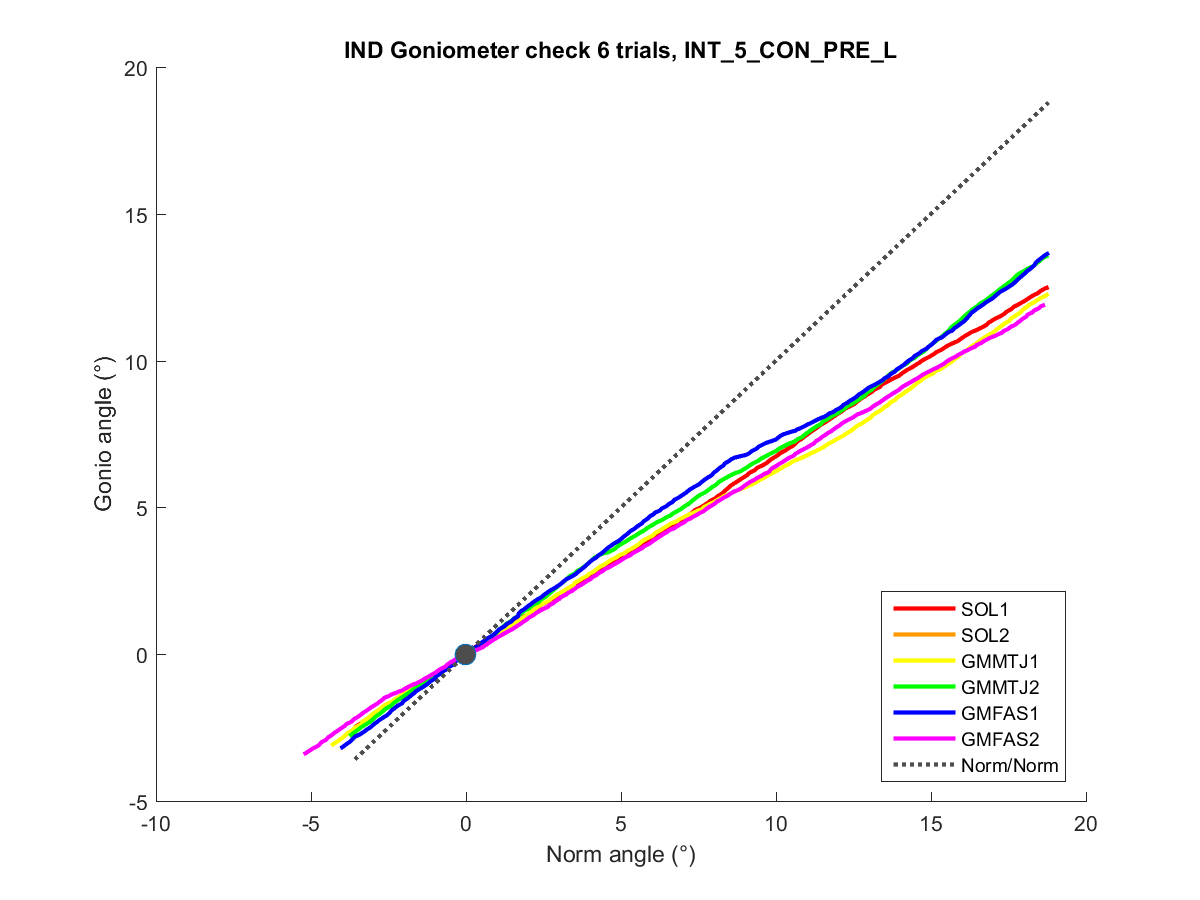 IND Goniometer check 6 trials, INT_5_CON_PRE_L
20
15
10
5
0
-5
Gonio angle (°)
-10
-5
0
5
10
15
20
Norm angle (°)
SOL1
SOL2
GMMTJ1
GMMTJ2
GMFAS1
GMFAS2
Norm/Norm